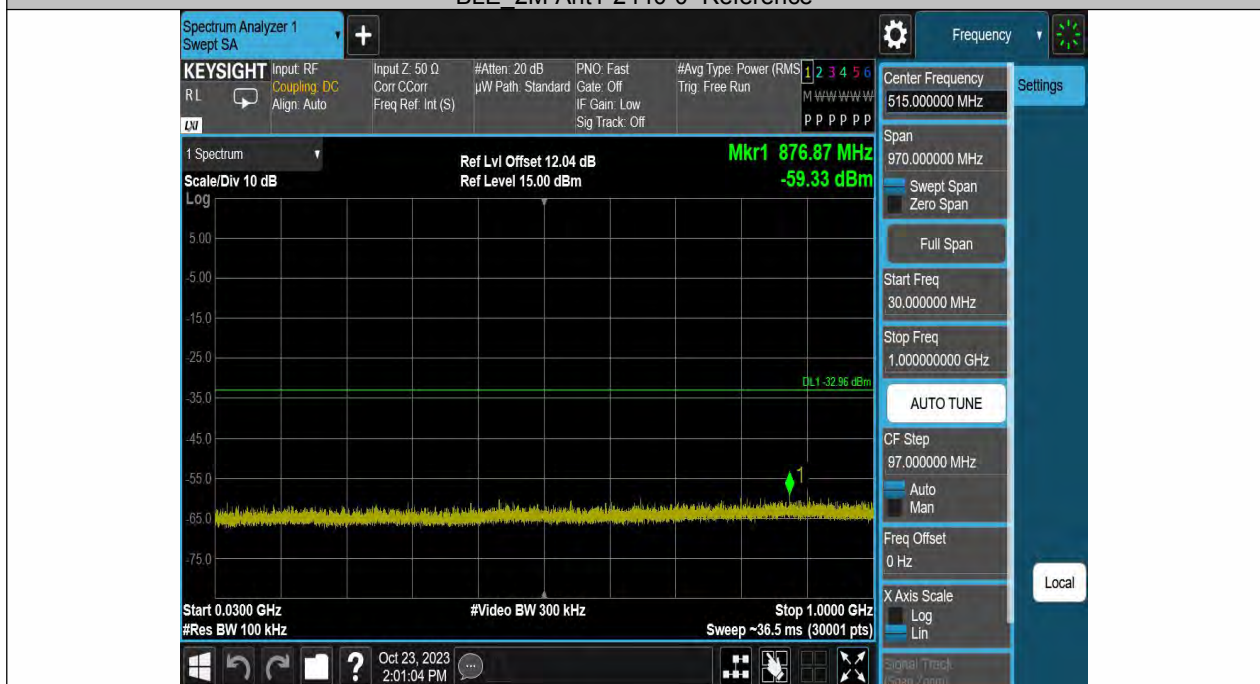 Spectrum Analyzer 1
Swept SA
Frequency
KEYSIGHT
RL
LXI
Input: RF
Coupling: DC
Align: Auto
Input Z: 50 Ω
Corr CCorr
Freq Ref: Int (S)
#Atten: 20 dB
µW Path: Standard
PNO: Fast
Gate: Off
IF Gain: Low
Sig Track: Off
#Avg Type: Power (RMS
Trig: Free Run
1 2 3 4 5 6
M W W W W W
P P P P P P
1 Spectrum
Scale/Div 10 dB
Log
Ref Lvl Offset 12.04 dB
Ref Level 15.00 dBm
Mkr1 876.87 MHz
-59.33 dBm
5.00
-5.00
-15.0
-25.0
DL1 -32.96 dBm
-35.0
-45.0
-55.0
1
-65.0
-75.0
Start 0.0300 GHz
#Res BW 100 kHz
#Video BW 300 kHz
Stop 1.0000 GHz
Sweep ~36.5 ms (30001 pts)
Center Frequency
515.000000 MHz
Settings
Span
970.000000 MHz
Swept Span
Zero Span
Full Span
Start Freq
30.000000 MHz
Stop Freq
1.000000000 GHz
AUTO TUNE
CF Step
97.000000 MHz
Auto
Man
Freq Offset
0 Hz
X Axis Scale
Log
Lin
Signal Track
Local
?
Oct 23, 2023
2:01:04 PM